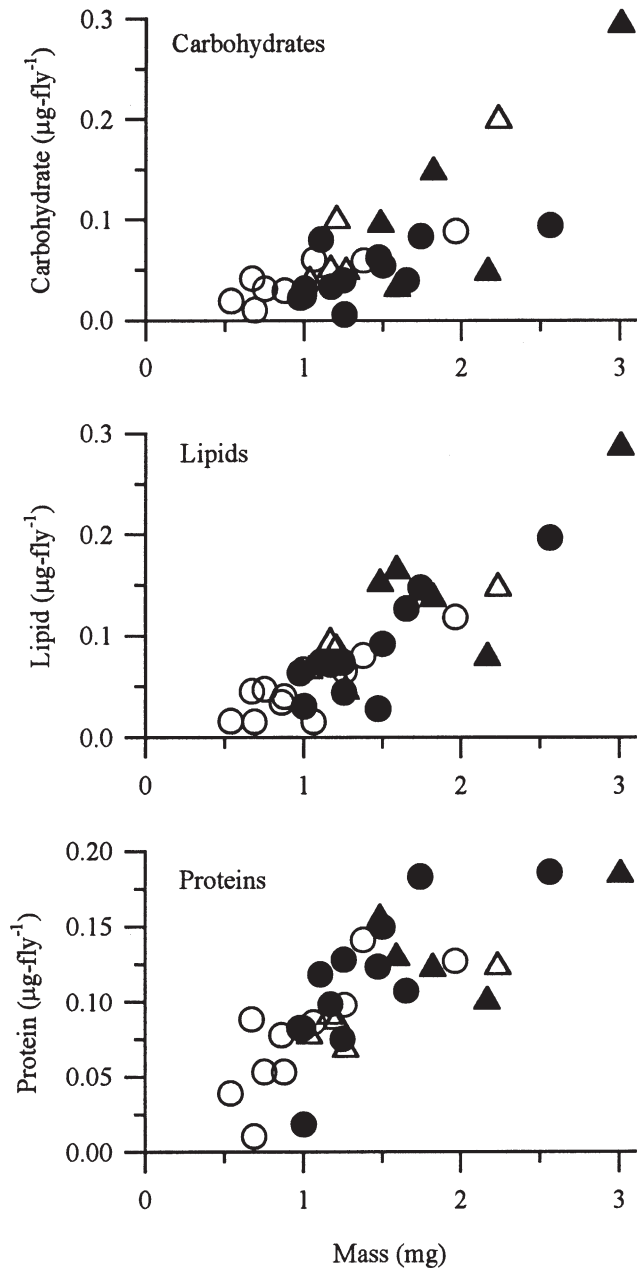 Carbohydrates
Carbohydrate (µg-fly⁻¹)
0.3
0.2
0.1
0.0
0 1 2 3
Lipids
Lipid (µg-fly⁻¹)
0.3
0.2
0.1
0.0
0 1 2 3
Proteins
Protein (µg-fly⁻¹)
0.20
0.15
0.10
0.05
0.00
0 1 2 3
Mass (mg)